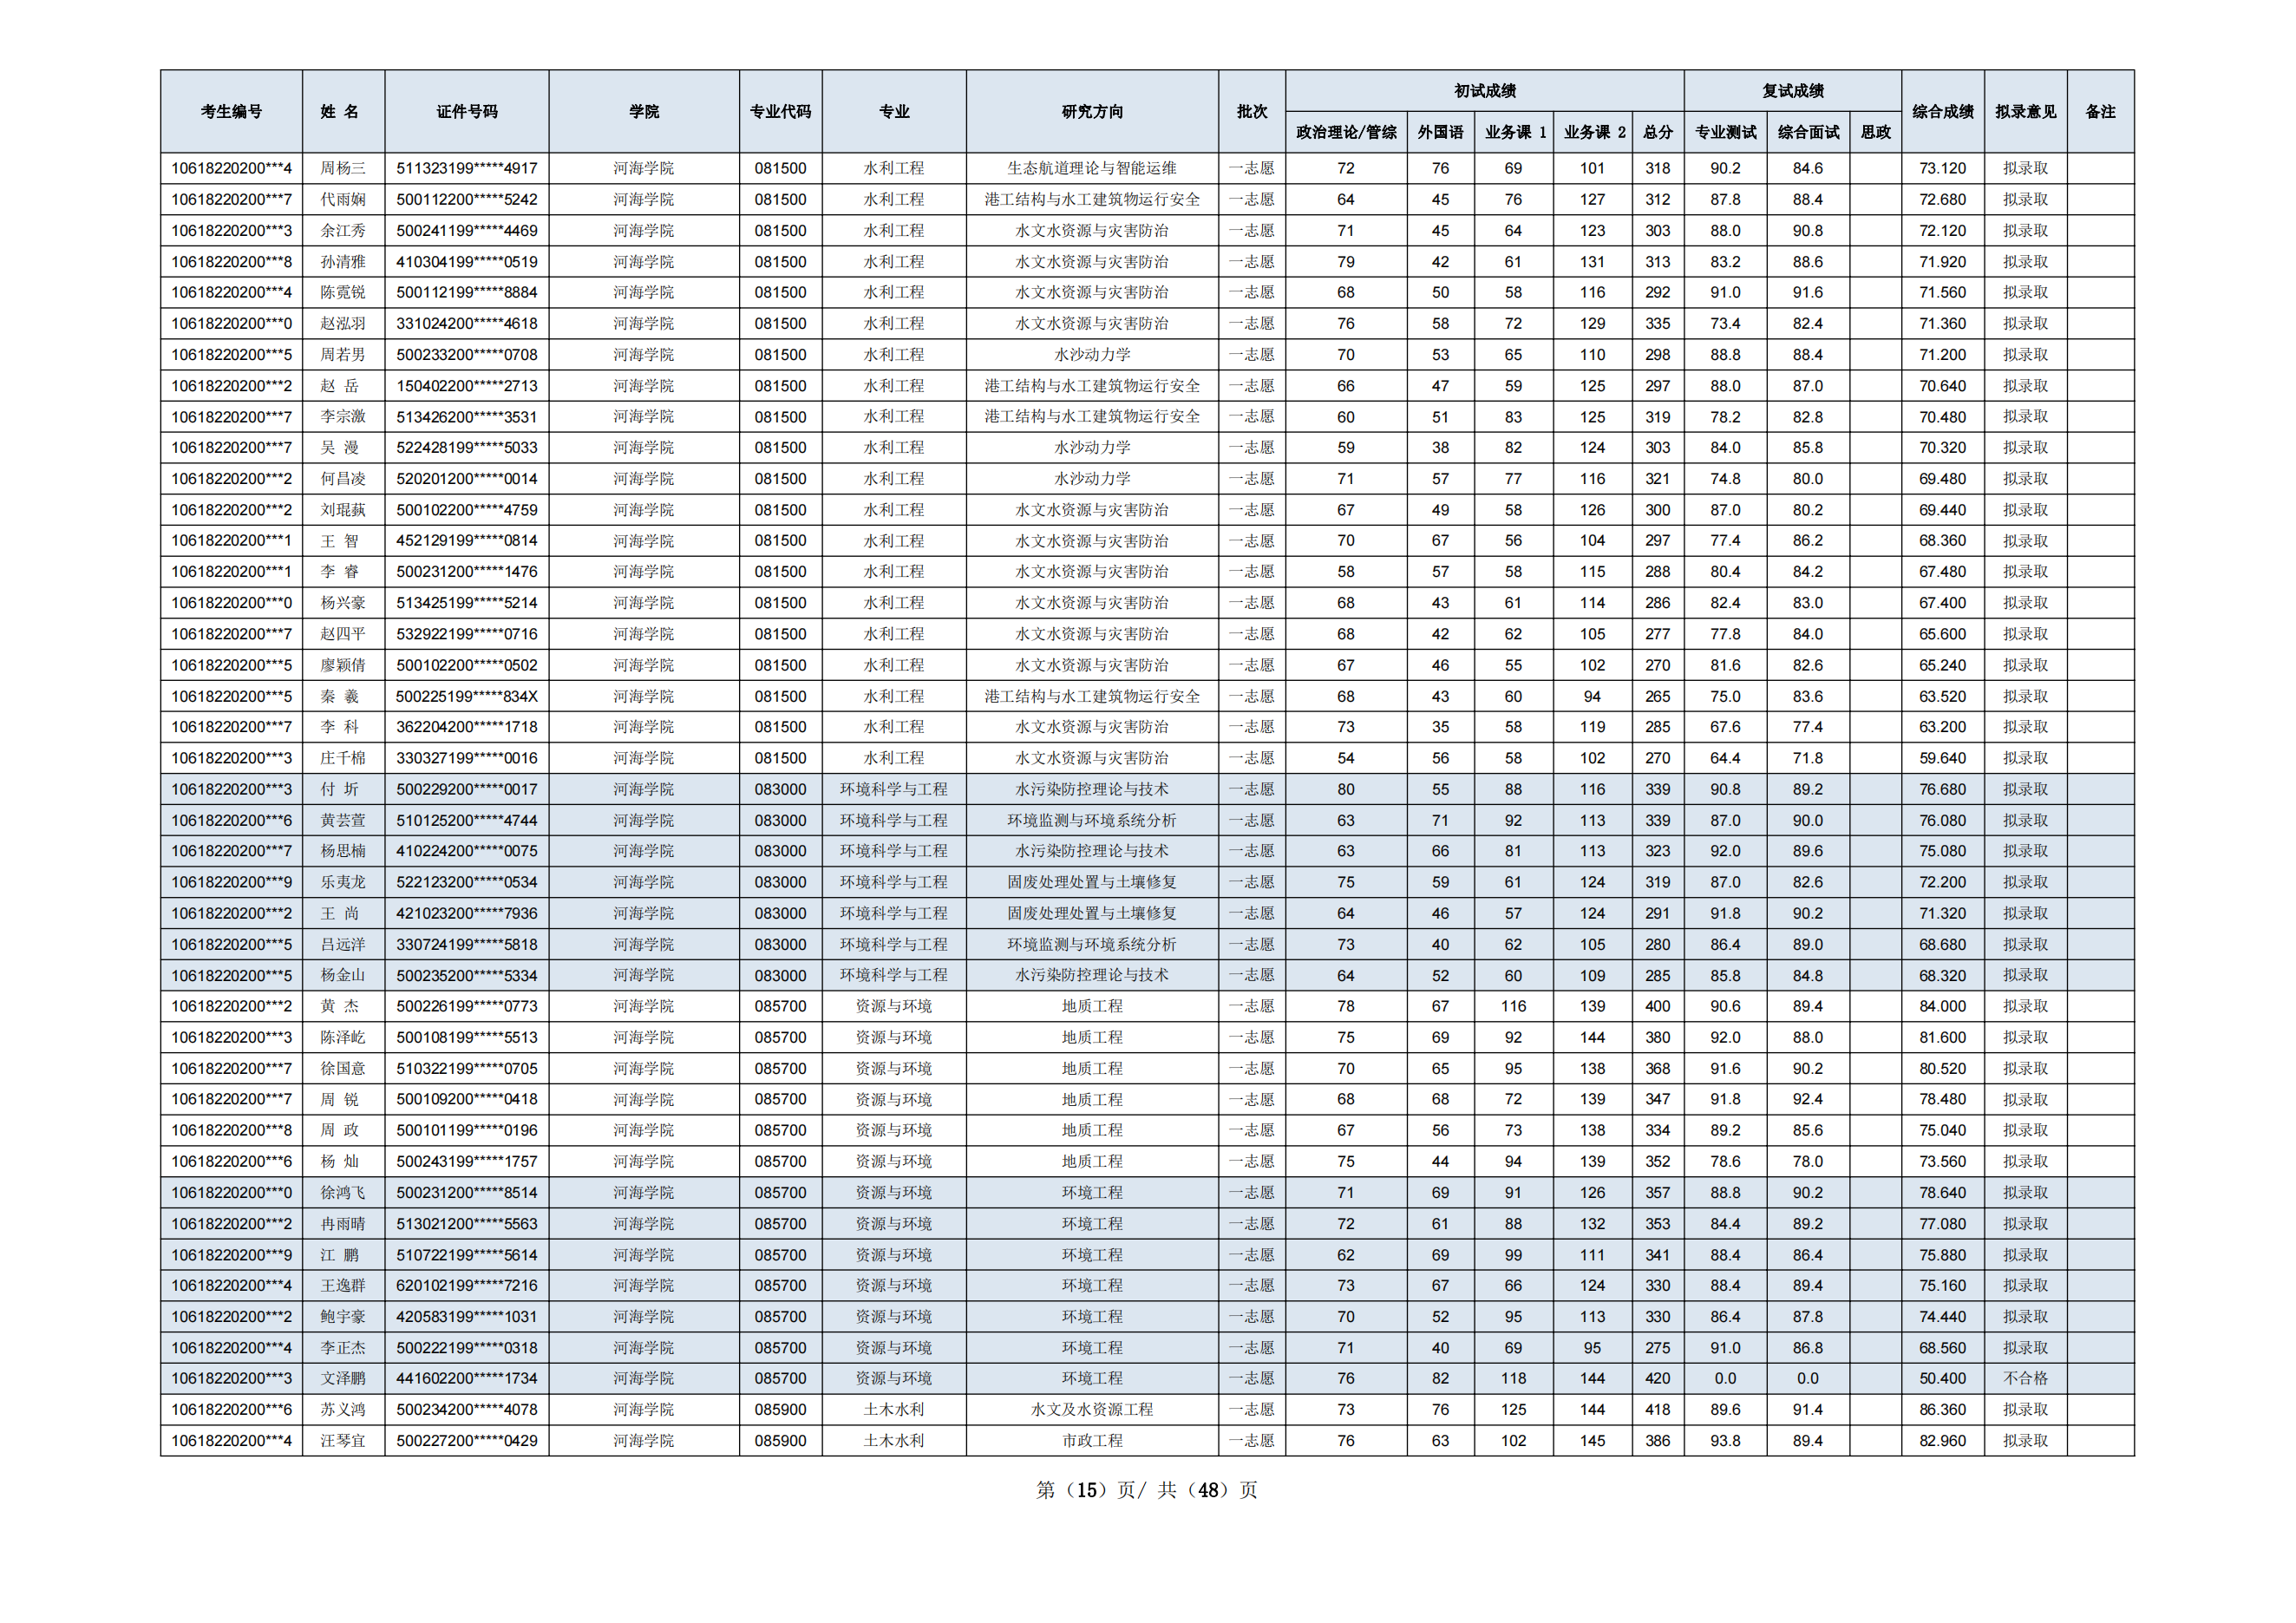 考生编号 姓 名 证件号码 学院 专业代码 专业 研究方向 批次 初试成绩 复试成绩 综合成绩 拟录意见 备注
政治理论/管综 外国语 业务课 1 业务课 2 总分 专业测试 综合面试 思政
10618220200***4 周杨三 511323199*****4917 河海学院 081500 水利工程 生态航道理论与智能运维 一志愿 72 76 69 101 318 90.2 84.6 73.120 拟录取
10618220200***7 代雨娴 500112200*****5242 河海学院 081500 水利工程 港工结构与水工建筑物运行安全 一志愿 64 45 76 127 312 87.8 88.4 72.680 拟录取
10618220200***3 余江秀 500241199*****4469 河海学院 081500 水利工程 水文水资源与灾害防治 一志愿 71 45 64 123 303 88.0 90.8 72.120 拟录取
10618220200***8 孙清雅 410304199*****0519 河海学院 081500 水利工程 水文水资源与灾害防治 一志愿 79 42 61 131 313 83.2 88.6 71.920 拟录取
10618220200***4 陈霓锐 500112199*****8884 河海学院 081500 水利工程 水文水资源与灾害防治 一志愿 68 50 58 116 292 91.0 91.6 71.560 拟录取
10618220200***0 赵泓羽 331024200*****4618 河海学院 081500 水利工程 水文水资源与灾害防治 一志愿 76 58 72 129 335 73.4 82.4 71.360 拟录取
10618220200***5 周若男 500233200*****0708 河海学院 081500 水利工程 水沙动力学 一志愿 70 53 65 110 298 88.8 88.4 71.200 拟录取
10618220200***2 赵 岳 150402200*****2713 河海学院 081500 水利工程 港工结构与水工建筑物运行安全 一志愿 66 47 59 125 297 88.0 87.0 70.640 拟录取
10618220200***7 李宗激 513426200*****3531 河海学院 081500 水利工程 港工结构与水工建筑物运行安全 一志愿 60 51 83 125 319 78.2 82.8 70.480 拟录取
10618220200***7 吴 漫 522428199*****5033 河海学院 081500 水利工程 水沙动力学 一志愿 59 38 82 124 303 84.0 85.8 70.320 拟录取
10618220200***2 何昌凌 520201200*****0014 河海学院 081500 水利工程 水沙动力学 一志愿 71 57 77 116 321 74.8 80.0 69.480 拟录取
10618220200***2 刘琨荻 500102200*****4759 河海学院 081500 水利工程 水文水资源与灾害防治 一志愿 67 49 58 126 300 87.0 80.2 69.440 拟录取
10618220200***1 王 智 452129199*****0814 河海学院 081500 水利工程 水文水资源与灾害防治 一志愿 70 67 56 104 297 77.4 86.2 68.360 拟录取
10618220200***1 李 睿 500231200*****1476 河海学院 081500 水利工程 水文水资源与灾害防治 一志愿 58 57 58 115 288 80.4 84.2 67.480 拟录取
10618220200***0 杨兴豪 513425199*****5214 河海学院 081500 水利工程 水文水资源与灾害防治 一志愿 68 43 61 114 286 82.4 83.0 67.400 拟录取
10618220200***7 赵四平 532922199*****0716 河海学院 081500 水利工程 水文水资源与灾害防治 一志愿 68 42 62 105 277 77.8 84.0 65.600 拟录取
10618220200***5 廖颖倩 500102200*****0502 河海学院 081500 水利工程 水文水资源与灾害防治 一志愿 67 46 55 102 270 81.6 82.6 65.240 拟录取
10618220200***5 秦 羲 500225199*****834X 河海学院 081500 水利工程 港工结构与水工建筑物运行安全 一志愿 68 43 60 94 265 75.0 83.6 63.520 拟录取
10618220200***7 李 科 362204200*****1718 河海学院 081500 水利工程 水文水资源与灾害防治 一志愿 73 35 58 119 285 67.6 77.4 63.200 拟录取
10618220200***3 庄千棉 330327199*****0016 河海学院 081500 水利工程 水文水资源与灾害防治 一志愿 54 56 58 102 270 64.4 71.8 59.640 拟录取
10618220200***3 付 圻 500229200*****0017 河海学院 083000 环境科学与工程 水污染防控理论与技术 一志愿 80 55 88 116 339 90.8 89.2 76.680 拟录取
10618220200***6 黄芸萱 510125200*****4744 河海学院 083000 环境科学与工程 环境监测与环境系统分析 一志愿 63 71 92 113 339 87.0 90.0 76.080 拟录取
10618220200***7 杨思楠 410224200*****0075 河海学院 083000 环境科学与工程 水污染防控理论与技术 一志愿 63 66 81 113 323 92.0 89.6 75.080 拟录取
10618220200***9 乐夷龙 522123200*****0534 河海学院 083000 环境科学与工程 固废处理处置与土壤修复 一志愿 75 59 61 124 319 87.0 82.6 72.200 拟录取
10618220200***2 王 尚 421023200*****7936 河海学院 083000 环境科学与工程 固废处理处置与土壤修复 一志愿 64 46 57 124 291 91.8 90.2 71.320 拟录取
10618220200***5 吕远洋 330724199*****5818 河海学院 083000 环境科学与工程 环境监测与环境系统分析 一志愿 73 40 62 105 280 86.4 89.0 68.680 拟录取
10618220200***5 杨金山 500235200*****5334 河海学院 083000 环境科学与工程 水污染防控理论与技术 一志愿 64 52 60 109 285 85.8 84.8 68.320 拟录取
10618220200***2 黄 杰 500226199*****0773 河海学院 085700 资源与环境 地质工程 一志愿 78 67 116 139 400 90.6 89.4 84.000 拟录取
10618220200***3 陈泽屹 500108199*****5513 河海学院 085700 资源与环境 地质工程 一志愿 75 69 92 144 380 92.0 88.0 81.600 拟录取
10618220200***7 徐国意 510322199*****0705 河海学院 085700 资源与环境 地质工程 一志愿 70 65 95 138 368 91.6 90.2 80.520 拟录取
10618220200***7 周 锐 500109200*****0418 河海学院 085700 资源与环境 地质工程 一志愿 68 68 72 139 347 91.8 92.4 78.480 拟录取
10618220200***8 周 政 500101199*****0196 河海学院 085700 资源与环境 地质工程 一志愿 67 56 73 138 334 89.2 85.6 75.040 拟录取
10618220200***6 杨 灿 500243199*****1757 河海学院 085700 资源与环境 地质工程 一志愿 75 44 94 139 352 78.6 78.0 73.560 拟录取
10618220200***0 徐鸿飞 500231200*****8514 河海学院 085700 资源与环境 环境工程 一志愿 71 69 91 126 357 88.8 90.2 78.640 拟录取
10618220200***2 冉雨晴 513021200*****5563 河海学院 085700 资源与环境 环境工程 一志愿 72 61 88 132 353 84.4 89.2 77.080 拟录取
10618220200***9 江 鹏 510722199*****5614 河海学院 085700 资源与环境 环境工程 一志愿 62 69 99 111 341 88.4 86.4 75.880 拟录取
10618220200***4 王逸群 620102199*****7216 河海学院 085700 资源与环境 环境工程 一志愿 73 67 66 124 330 88.4 89.4 75.160 拟录取
10618220200***2 鲍宇豪 420583199*****1031 河海学院 085700 资源与环境 环境工程 一志愿 70 52 95 113 330 86.4 87.8 74.440 拟录取
10618220200***4 李正杰 500222199*****0318 河海学院 085700 资源与环境 环境工程 一志愿 71 40 69 95 275 91.0 86.8 68.560 拟录取
10618220200***3 文泽鹏 441602200*****1734 河海学院 085700 资源与环境 环境工程 一志愿 76 82 118 144 420 0.0 0.0 50.400 不合格
10618220200***6 苏义鸿 500234200*****4078 河海学院 085900 土木水利 水文及水资源工程 一志愿 73 76 125 144 418 89.6 91.4 86.360 拟录取
10618220200***4 汪琴宜 500227200*****0429 河海学院 085900 土木水利 市政工程 一志愿 76 63 102 145 386 93.8 89.4 82.960 拟录取
第（15）页/ 共（48）页